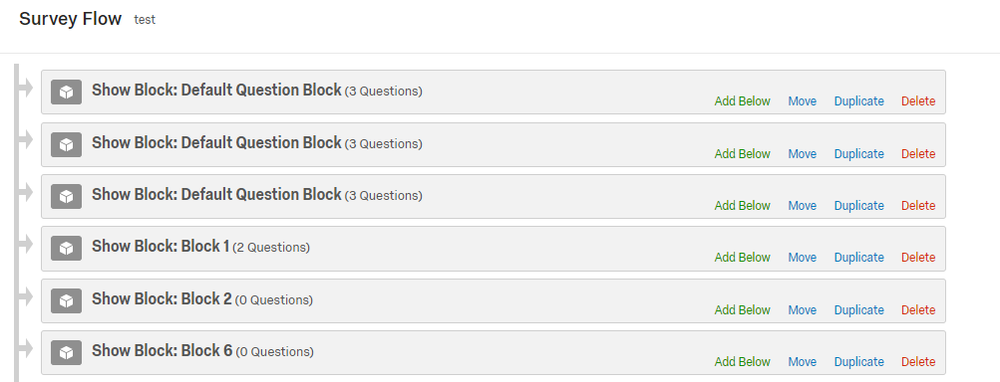 Survey Flow test
Show Block: Default Question Block (3 Questions)
Add Below Move Duplicate Delete
Show Block: Default Question Block (3 Questions)
Add Below Move Duplicate Delete
Show Block: Default Question Block (3 Questions)
Add Below Move Duplicate Delete
Show Block: Block 1 (2 Questions)
Add Below Move Duplicate Delete
Show Block: Block 2 (0 Questions)
Add Below Move Duplicate Delete
Show Block: Block 6 (0 Questions)
Add Below Move Duplicate Delete